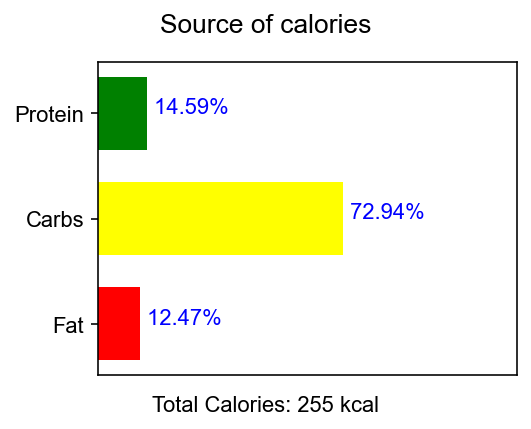 Source of calories
Protein
14.59%
Carbs
72.94%
Fat
12.47%
Total Calories: 255 kcal